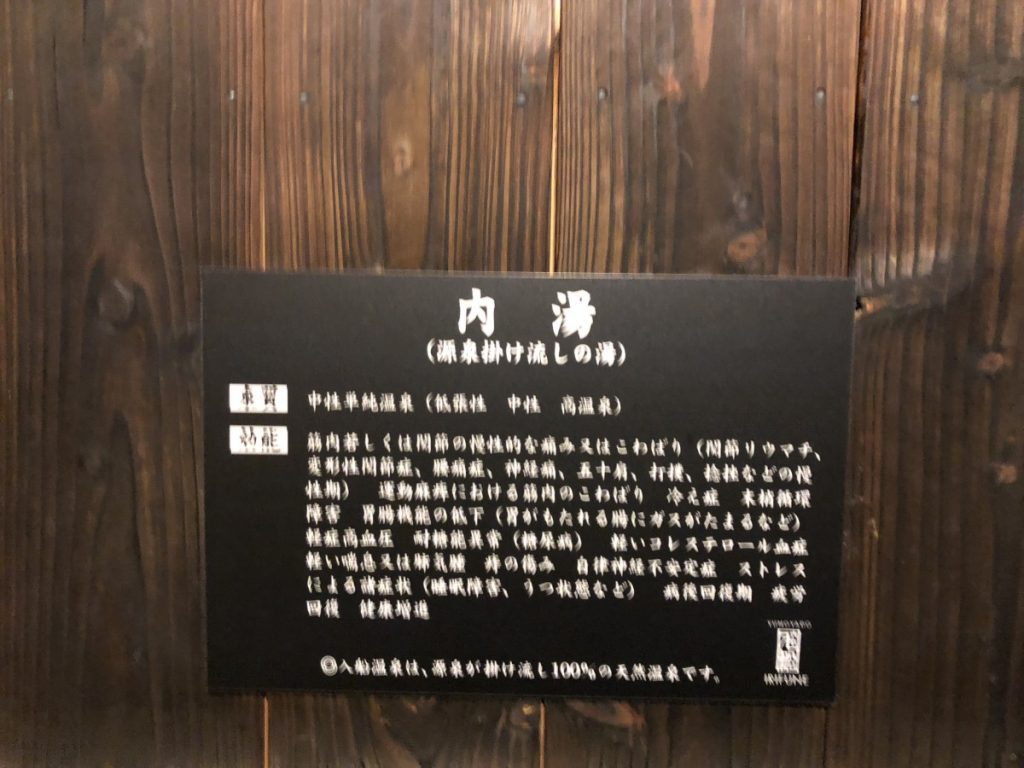 内 湯
（源泉掛け流しの湯）
泉質 中性単純温泉（低張性 中性 高温泉）
効能 筋肉若しくは関節の慢性的な痛み又はこわばり（関節リウマチ、
変形性関節症、腰痛症、神経痛、五十肩、打撲、捻挫などの慢
性期） 運動麻痺における筋肉のこわばり 冷え症 末梢循環
障害 胃腸機能の低下（胃がもたれる腸にガスがたまるなど）
軽症高血圧 耐糖能異常（糖尿病） 軽いコレステロール血症
軽い喘息又は肺気腫 痔の傷み 自律神経不安定症 ストレス
による諸症状（睡眠障害、うつ状態など） 病後回復期 疲労
回復 健康増進
IRIFUNE
◎入船温泉は、源泉が掛け流し100%の天然温泉です。